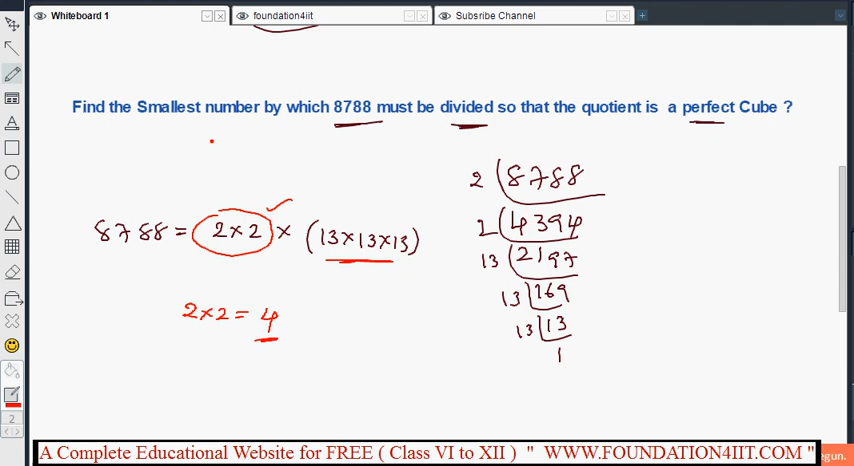 Whiteboard 1
foundation4iit
Subsribe Channel
Find the Smallest number by which 8788 must be divided so that the quotient is a perfect Cube ?
8788 = 2×2 × (13×13×13)
2×2 = 4
2 8788
2 4394
13 2197
13 169
13 13
1
2
A Complete Educational Website for FREE ( Class VI to XII ) " WWW.FOUNDATION4IIT.COM "
egun.